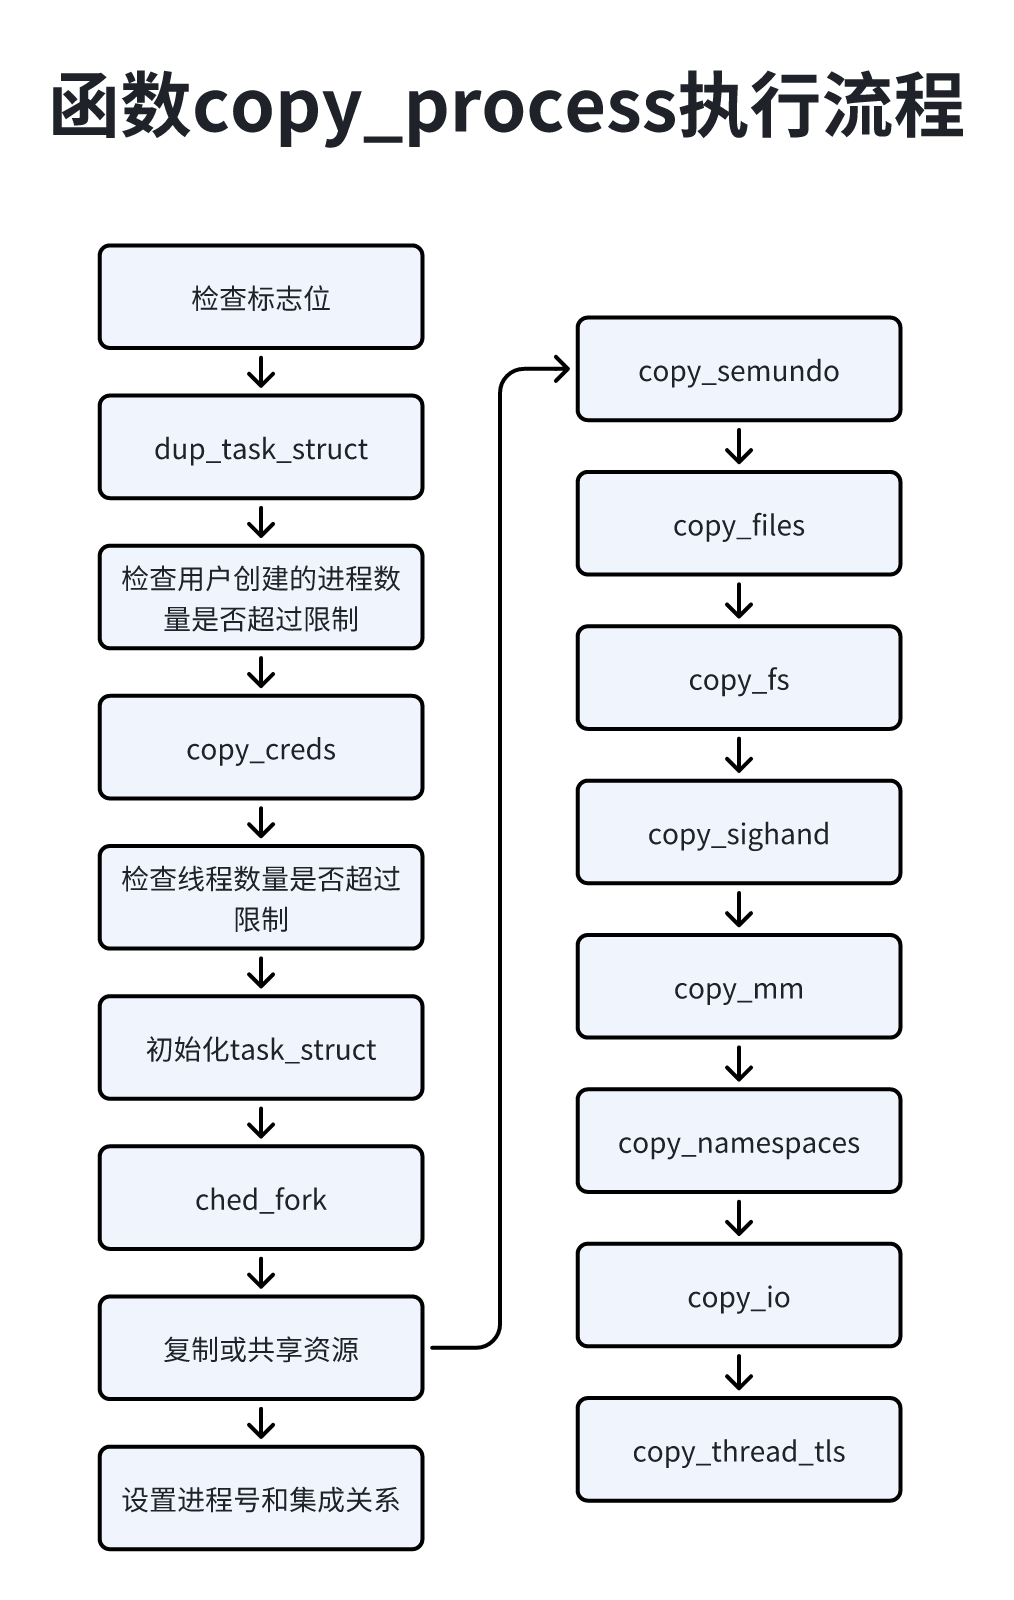 函数copy_process执行流程
检查标志位
dup_task_struct
检查用户创建的进程数
量是否超过限制
copy_creds
检查线程数量是否超过
限制
初始化task_struct
ched_fork
复制或共享资源
设置进程号和集成关系
copy_semundo
copy_files
copy_fs
copy_sighand
copy_mm
copy_namespaces
copy_io
copy_thread_tls